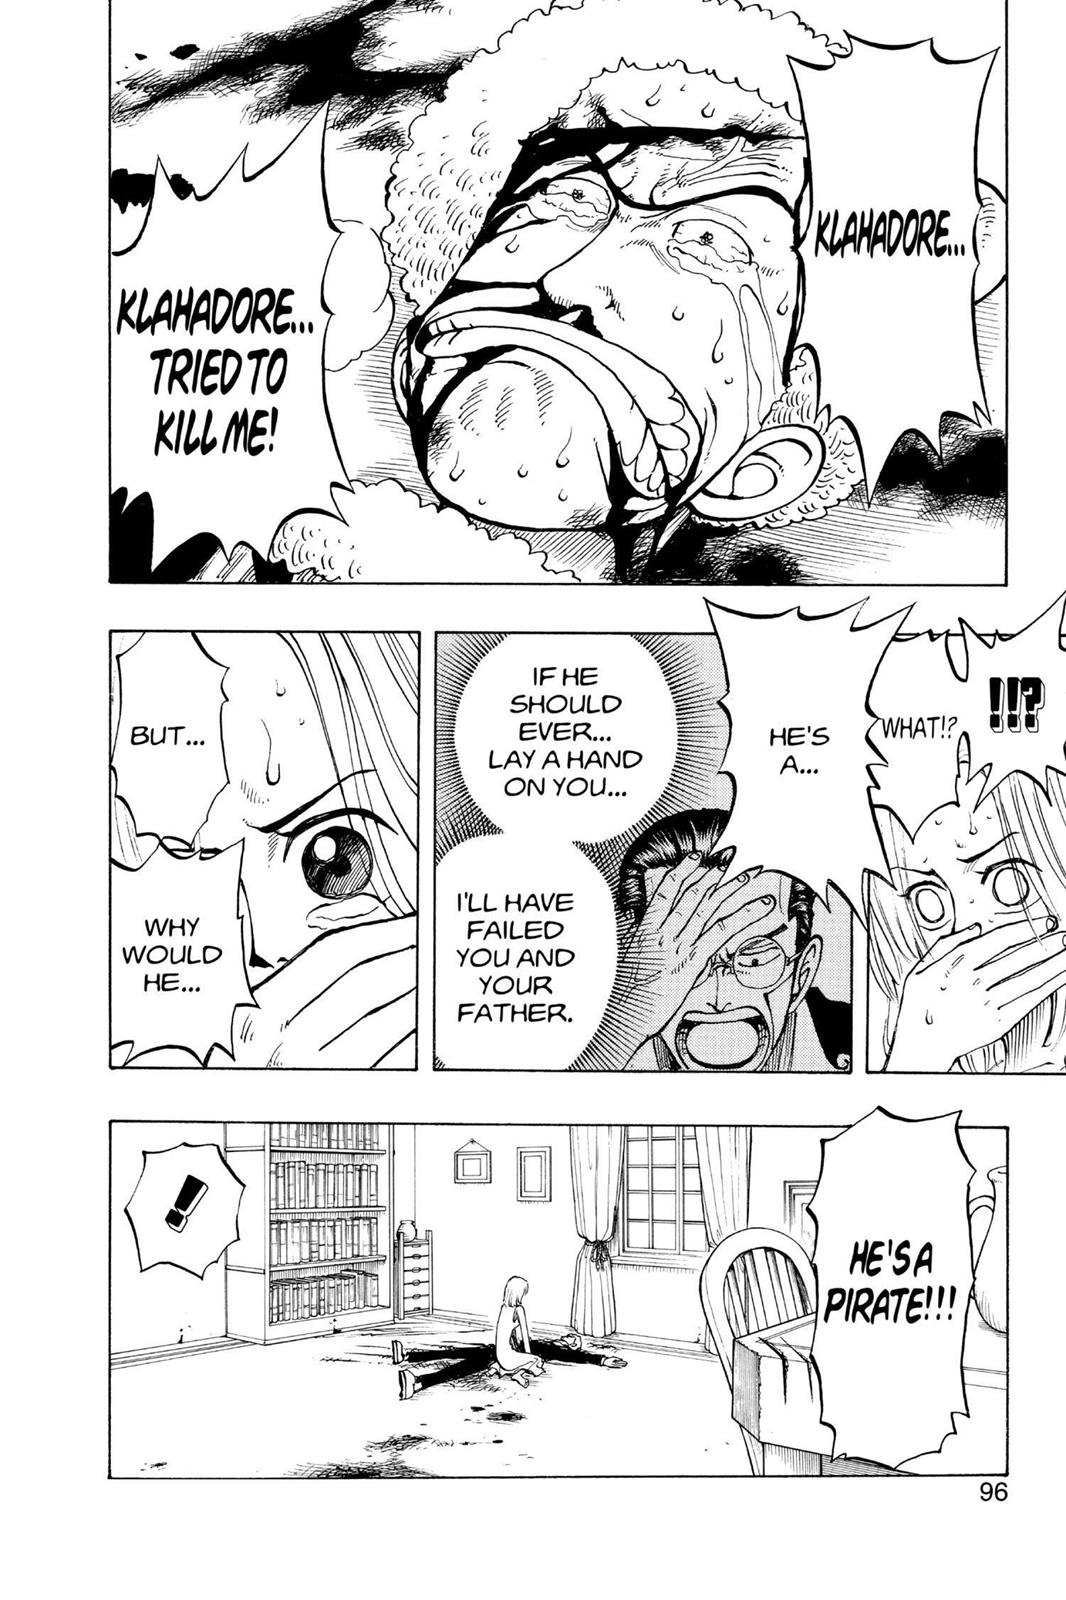 KLAHADORE...
KLAHADORE...
TRIED TO
KILL ME!
!!!?
WHAT!?
HE'S
A...
IF HE
SHOULD
EVER...
LAY A HAND
ON YOU...
I'LL HAVE
FAILED
YOU AND
YOUR
FATHER.
BUT...
WHY
WOULD
HE...
HE'S A
PIRATE!!!
!
96